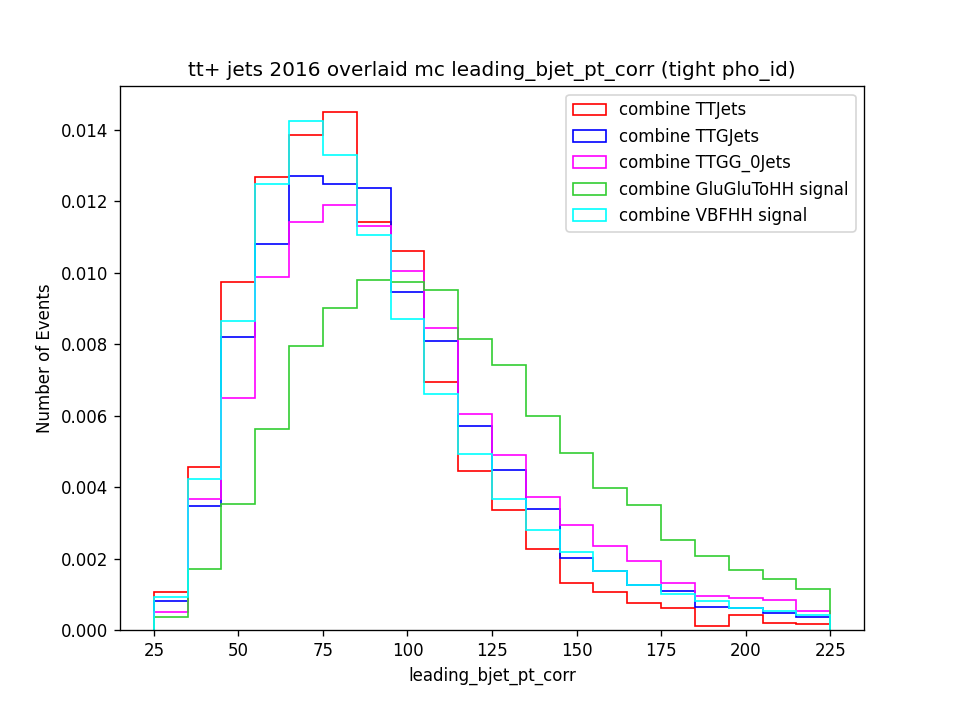 tt+ jets 2016 overlaid mc leading_bjet_pt_corr (tight pho_id)
combine TTJets
combine TTGJets
combine TTGG_0Jets
combine GluGluToHH signal
combine VBFHH signal
Number of Events
0.014
0.012
0.010
0.008
0.006
0.004
0.002
0.000
25 50 75 100 125 150 175 200 225
leading_bjet_pt_corr